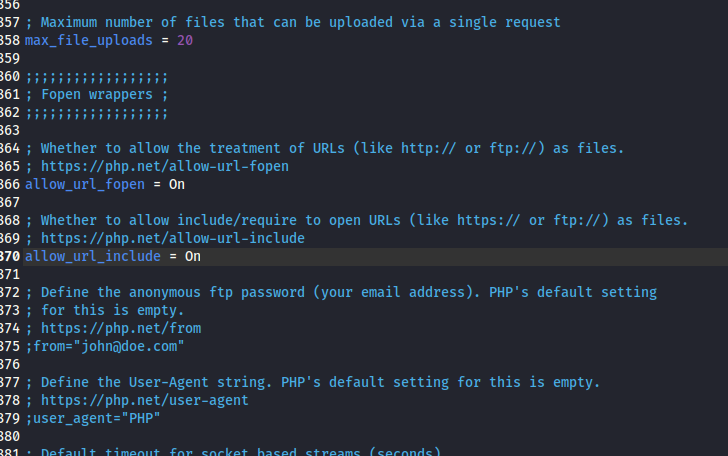 856
857 ; Maximum number of files that can be uploaded via a single request
858 max_file_uploads = 20
859
860 ;;;;;;;;;;;;;;;;;;
861 ; Fopen wrappers ;
862 ;;;;;;;;;;;;;;;;;;
863
864 ; Whether to allow the treatment of URLs (like http:// or ftp://) as files.
865 ; https://php.net/allow-url-fopen
866 allow_url_fopen = On
867
868 ; Whether to allow include/require to open URLs (like https:// or ftp://) as files.
869 ; https://php.net/allow-url-include
870 allow_url_include = On
871
872 ; Define the anonymous ftp password (your email address). PHP's default setting
873 ; for this is empty.
874 ; https://php.net/from
875 ;from="john@doe.com"
876
877 ; Define the User-Agent string. PHP's default setting for this is empty.
878 ; https://php.net/user-agent
879 ;user_agent="PHP"
880
881 ; Default timeout for socket based streams (seconds)